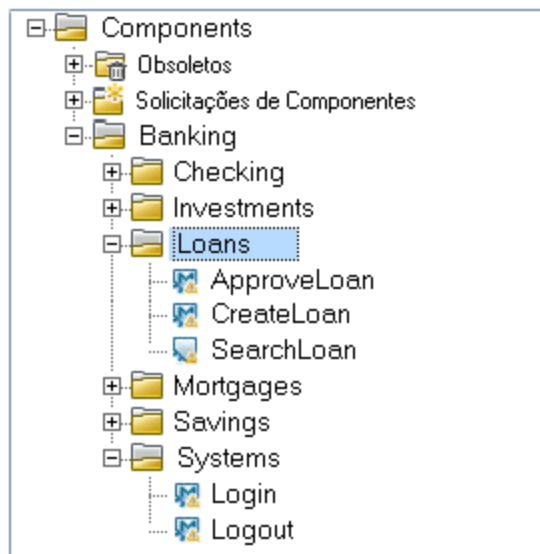 Components
Obsoletos
Solicitações de Componentes
Banking
Checking
Investments
Loans
ApproveLoan
CreateLoan
SearchLoan
Mortgages
Savings
Systems
Login
Logout